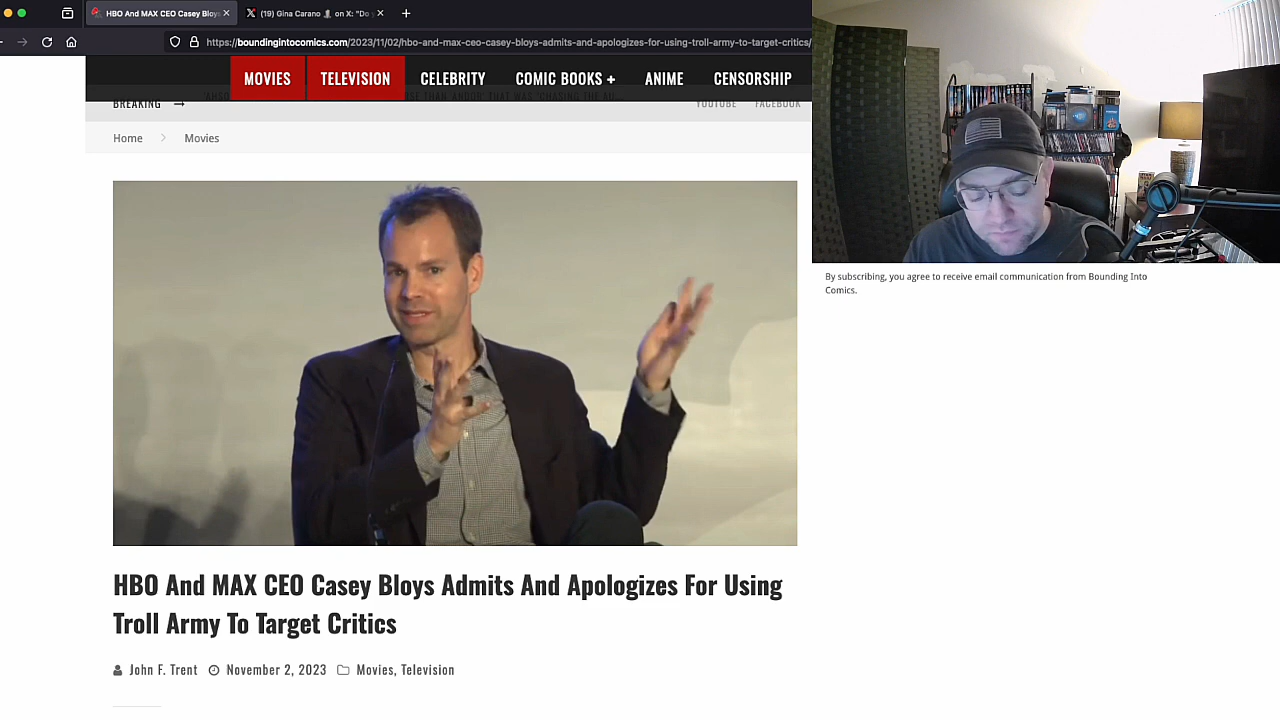 HBO And MAX CEO Casey Bloys
(19) Gina Carano on X: "Do y
https://boundingintocomics.com/2023/11/02/hbo-and-max-ceo-casey-bloys-admits-and-apologizes-for-using-troll-army-to-target-critics/
MOVIES TELEVISION CELEBRITY COMIC BOOKS + ANIME CENSORSHIP
BREAKING → YOUTUBE FACEBOOK
Home > Movies
By subscribing, you agree to receive email communication from Bounding Into
Comics.
HBO And MAX CEO Casey Bloys Admits And Apologizes For Using
Troll Army To Target Critics
John F. Trent November 2, 2023 Movies, Television